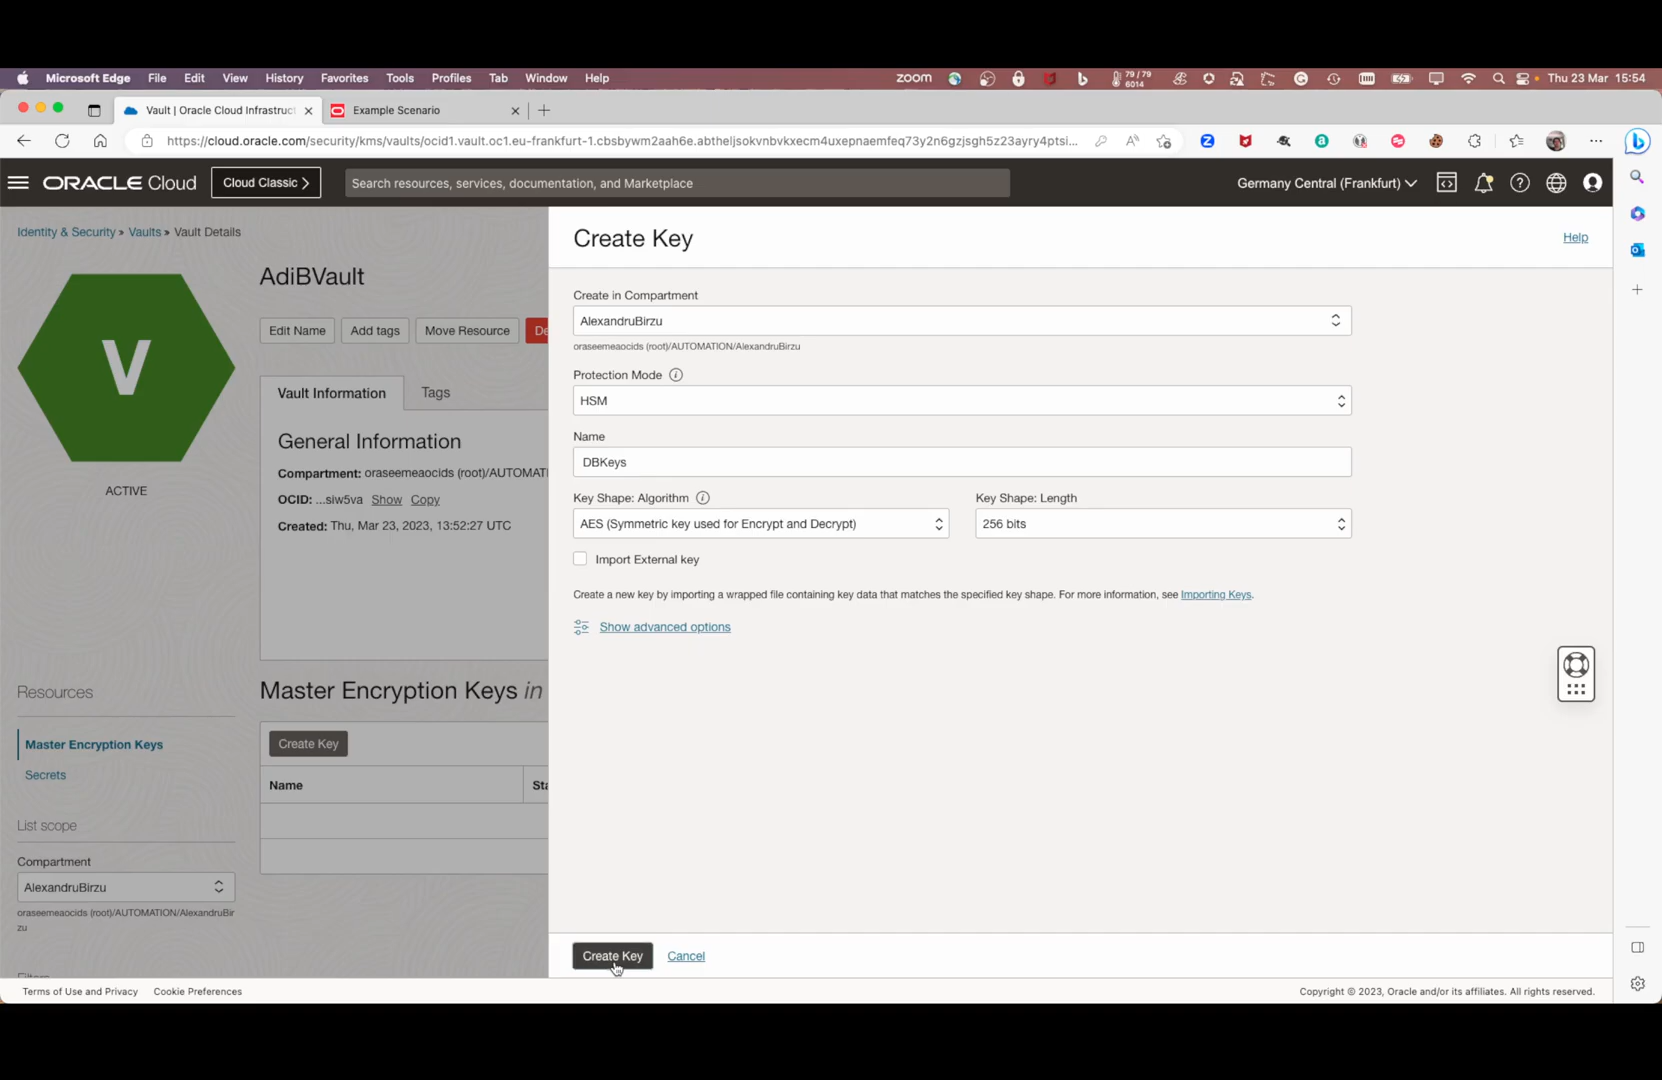 Microsoft Edge File Edit View History Favorites Tools Tab Profiles Window Help zoom 79 / 79 6014 Thu 23 Mar 15:54
Vault | Oracle Cloud Infrastruct Example Scenario
https://cloud.oracle.com/security/kms/vaults/ocid1.vault.oc1.eu-frankfurt-1.cbsbywm2aah6e.abtheljsokvnbvkxecm4uxepnaemfeq73y2n6gzjsgh5z23ayry4ptsi...
ORACLE Cloud Cloud Classic > Search resources, services, documentation, and Marketplace Germany Central (Frankfurt)
Identity & Security » Vaults » Vault Details
V
ACTIVE
AdiBVault
Edit Name Add tags Move Resource De
Vault Information Tags
General Information
Compartment: oraseemeaocids (root)/AUTOMATI
OCID: ...siw5va Show Copy
Created: Thu, Mar 23, 2023, 13:52:27 UTC
Resources
Master Encryption Keys
Secrets
List scope
Compartment
AlexandruBirzu
oraseemeaocids (root)/AUTOMATION/AlexandruBir
zu
Filters
Master Encryption Keys in
Create Key
Name Sta
Create Key
Help
Create in Compartment
AlexandruBirzu
oraseemeaocids (root)/AUTOMATION/AlexandruBirzu
Protection Mode
HSM
Name
DBKeys
Key Shape: Algorithm Key Shape: Length
AES (Symmetric key used for Encrypt and Decrypt) 256 bits
Import External key
Create a new key by importing a wrapped file containing key data that matches the specified key shape. For more information, see Importing Keys.
Show advanced options
Create Key Cancel
Terms of Use and Privacy Cookie Preferences Copyright © 2023, Oracle and/or its affiliates. All rights reserved.